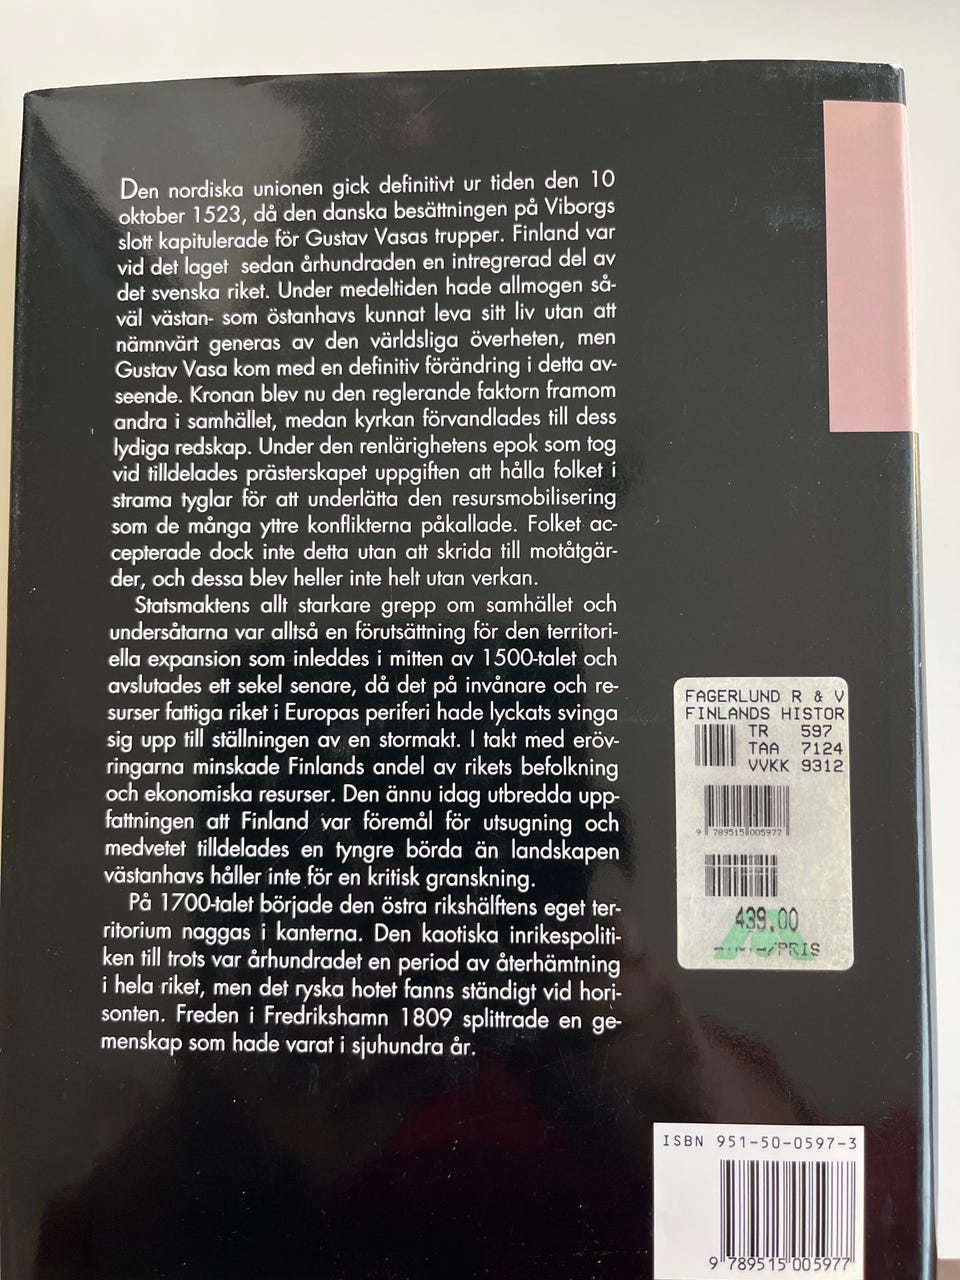 Den nordiska unionen gick definitivt ur tiden den 10
oktober 1523, då den danska besättningen på Viborgs
slott kapitulerade för Gustav Vasas trupper. Finland var
vid det laget sedan århundraden en intregrerad del av
det svenska riket. Under medeltiden hade allmogen så-
väl västan- som östanhavs kunnat leva sitt liv utan att
nämnvärt generas av den världsliga överheten, men
Gustav Vasa kom med en definitiv förändring i detta av-
seende. Kronan blev nu den reglerande faktorn framom
andra i samhället, medan kyrkan förvandlades till dess
lydiga redskap. Under den renlärighetens epok som tog
vid tilldelades prästerskapet uppgiften att hålla folket i
strama tyglar för att underlätta den resursmobilisering
som de många yttre konflikterna påkallade. Folket ac-
cepterade dock inte detta utan att skrida till motåtgär-
der, och dessa blev heller inte helt utan verkan.
Statsmaktens allt starkare grepp om samhället och
undersåtarna var alltså en förutsättning för den territori-
ella expansion som inleddes i mitten av 1500-talet och
avslutades ett sekel senare, då det på invånare och re-
surser fattiga riket i Europas periferi hade lyckats svinga
sig upp till ställningen av en stormakt. I takt med eröv-
ringarna minskade Finlands andel av rikets befolkning
och ekonomiska resurser. Den ännu idag utbredda upp-
fattningen att Finland var föremål för utsugning och
medvetet tilldelades en tyngre börda än landskapen
västanhavs håller inte för en kritisk granskning.
På 1700-talet började den östra rikshälftens eget ter-
ritorium naggas i kanterna. Den kaotiska inrikespoliti-
ken till trots var århundradet en period av återhämtning
i hela riket, men det ryska hotet fanns ständigt vid hori-
sonten. Freden i Fredrikshamn 1809 splittrade en ge-
menskap som hade varat i sjuhundra år.
FAGERLUND R & V
FINLANDS HISTOR
TR 597
TAA 7124
VVKK 9312
9 789515 005977
439,00
/PRIS
ISBN 951-50-0597-3
9 789515 005977